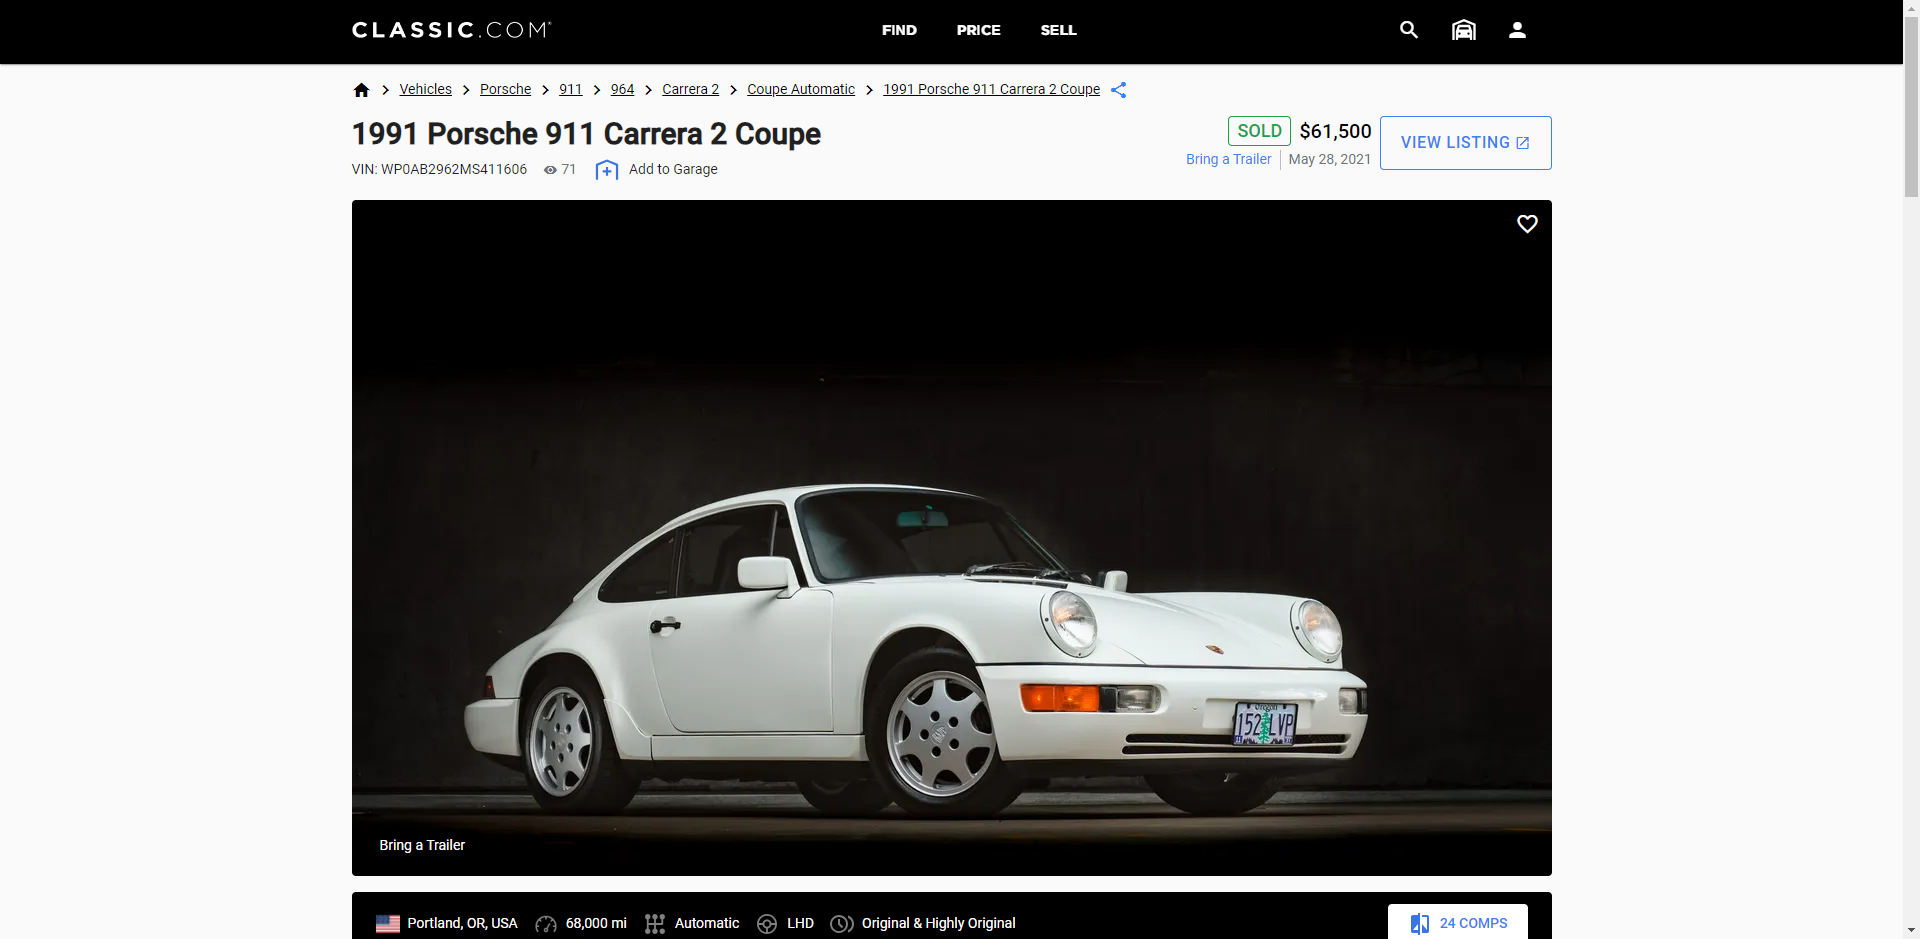 CLASSIC.COM
FIND PRICE SELL
Vehicles Porsche 911 964 Carrera 2 Coupe Automatic 1991 Porsche 911 Carrera 2 Coupe
1991 Porsche 911 Carrera 2 Coupe
SOLD $61,500
VIEW LISTING
Bring a Trailer May 28, 2021
VIN: WP0AB2962MS411606 71 Add to Garage
Oregon
152 LVP
Bring a Trailer
Portland, OR, USA 68,000 mi Automatic LHD Original & Highly Original
24 COMPS